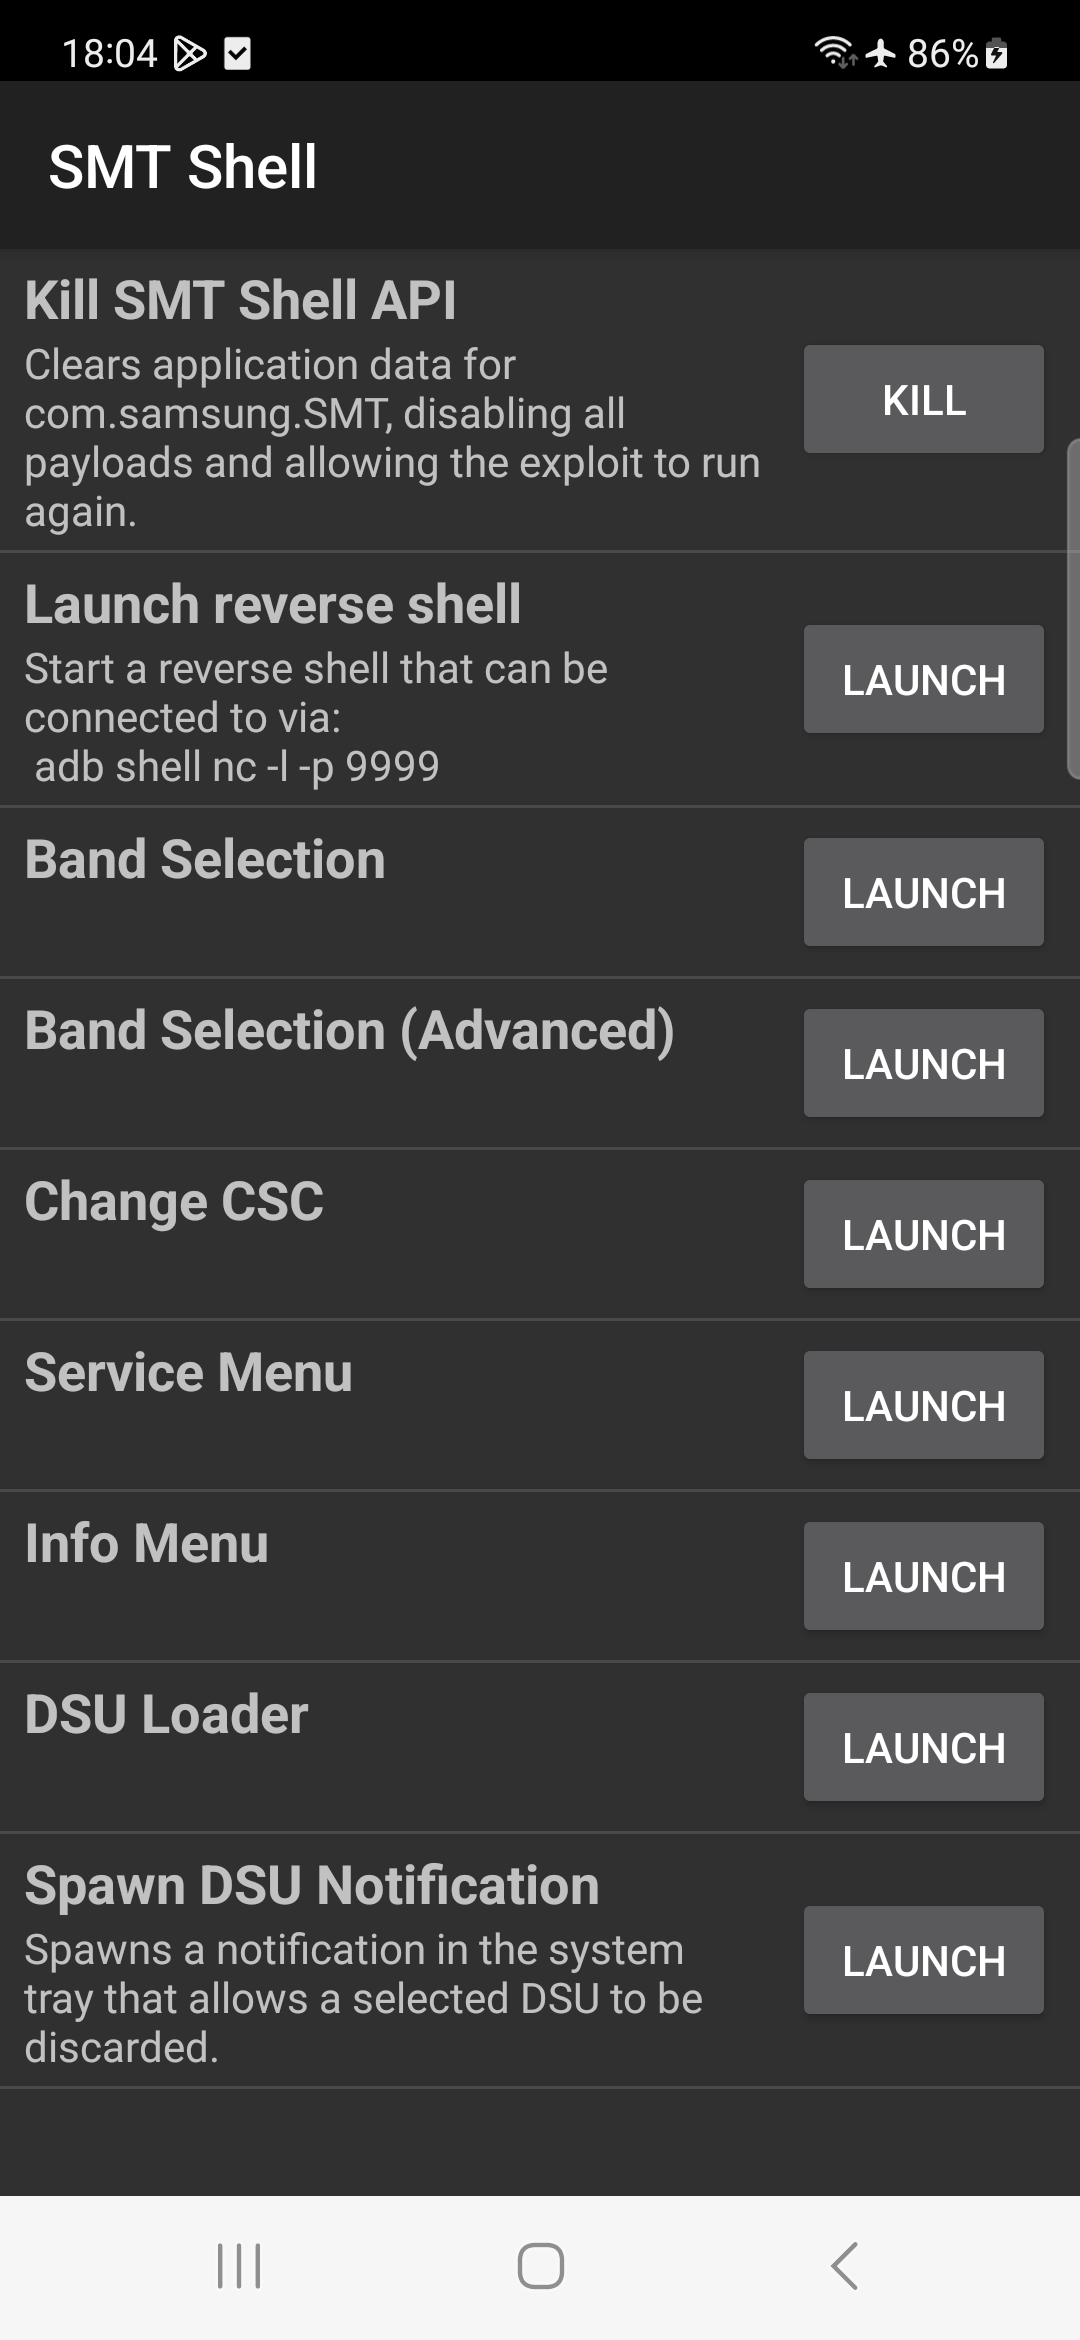 18:04 86%
SMT Shell
Kill SMT Shell API
Clears application data for
com.samsung.SMT, disabling all
payloads and allowing the exploit to run
again.
KILL
Launch reverse shell
Start a reverse shell that can be
connected to via:
adb shell nc -l -p 9999
LAUNCH
Band Selection
LAUNCH
Band Selection (Advanced)
LAUNCH
Change CSC
LAUNCH
Service Menu
LAUNCH
Info Menu
LAUNCH
DSU Loader
LAUNCH
Spawn DSU Notification
Spawns a notification in the system
tray that allows a selected DSU to be
discarded.
LAUNCH